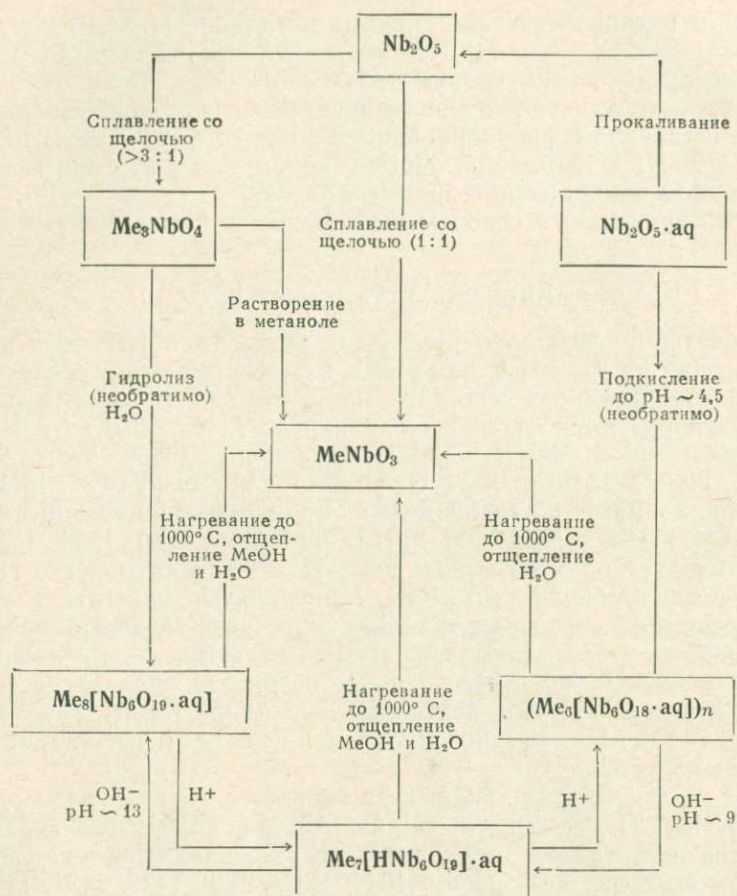 Nb₂O₅
Сплавление со
щелочью
(>3 : 1)
Прокаливание
Me₃NbO₄
Сплавление со
щелочью (1 : 1)
Nb₂O₅·aq
Растворение
в метаноле
Гидролиз
(необратимо)
H₂O
Подкисление
до pH ~ 4,5
(необратимо)
MeNbO₃
Нагревание до
1000° С, отщеп-
ление MeOH
и H₂O
Нагревание
до 1000° С,
отщепление
H₂O
Me₈[Nb₆O₁₉·aq]
Нагревание
до 1000° С,
отщепление
MeOH и H₂O
(Me₆[Nb₆O₁₈·aq])n
OH−
pH ~ 13
H+
H+
OH−
pH ~ 9
Me₇[HNb₆O₁₉]·aq